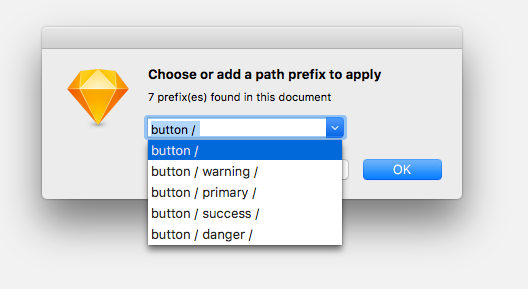 Choose or add a path prefix to apply
7 prefix(es) found in this document
button /
button /
button / warning /
button / primary /
button / success /
button / danger /
OK